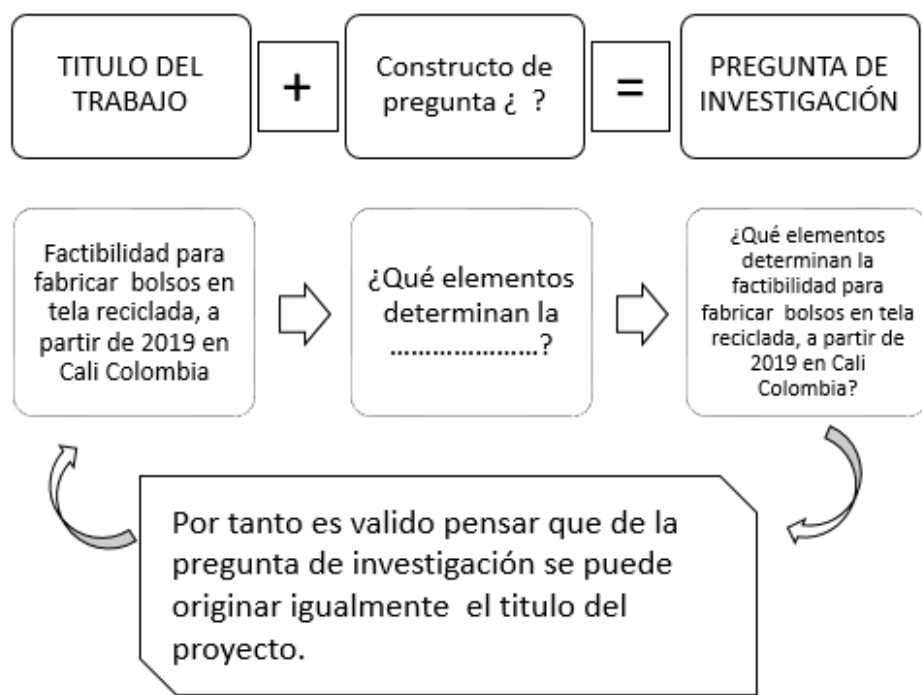 TITULO DEL
TRABAJO
+
Constructo de
pregunta ¿ ?
=
PREGUNTA DE
INVESTIGACIÓN
Factibilidad para
fabricar bolsos en
tela reciclada, a
partir de 2019 en
Cali Colombia
¿Qué elementos
determinan la
.......................?
¿Qué elementos
determinan la
factibilidad para
fabricar bolsos en tela
reciclada, a partir de
2019 en Cali
Colombia?
Por tanto es valido pensar que de la
pregunta de investigación se puede
originar igualmente el titulo del
proyecto.